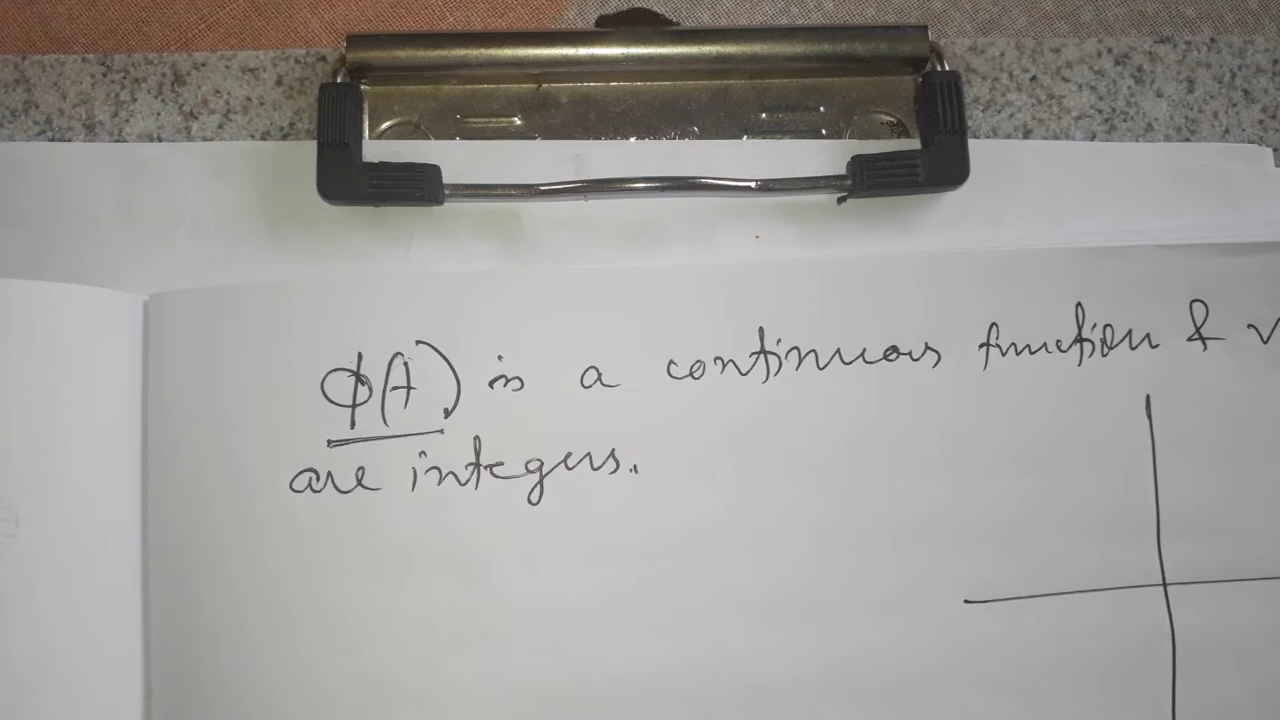 ϕ(t) is a continuous function & v
are integers.